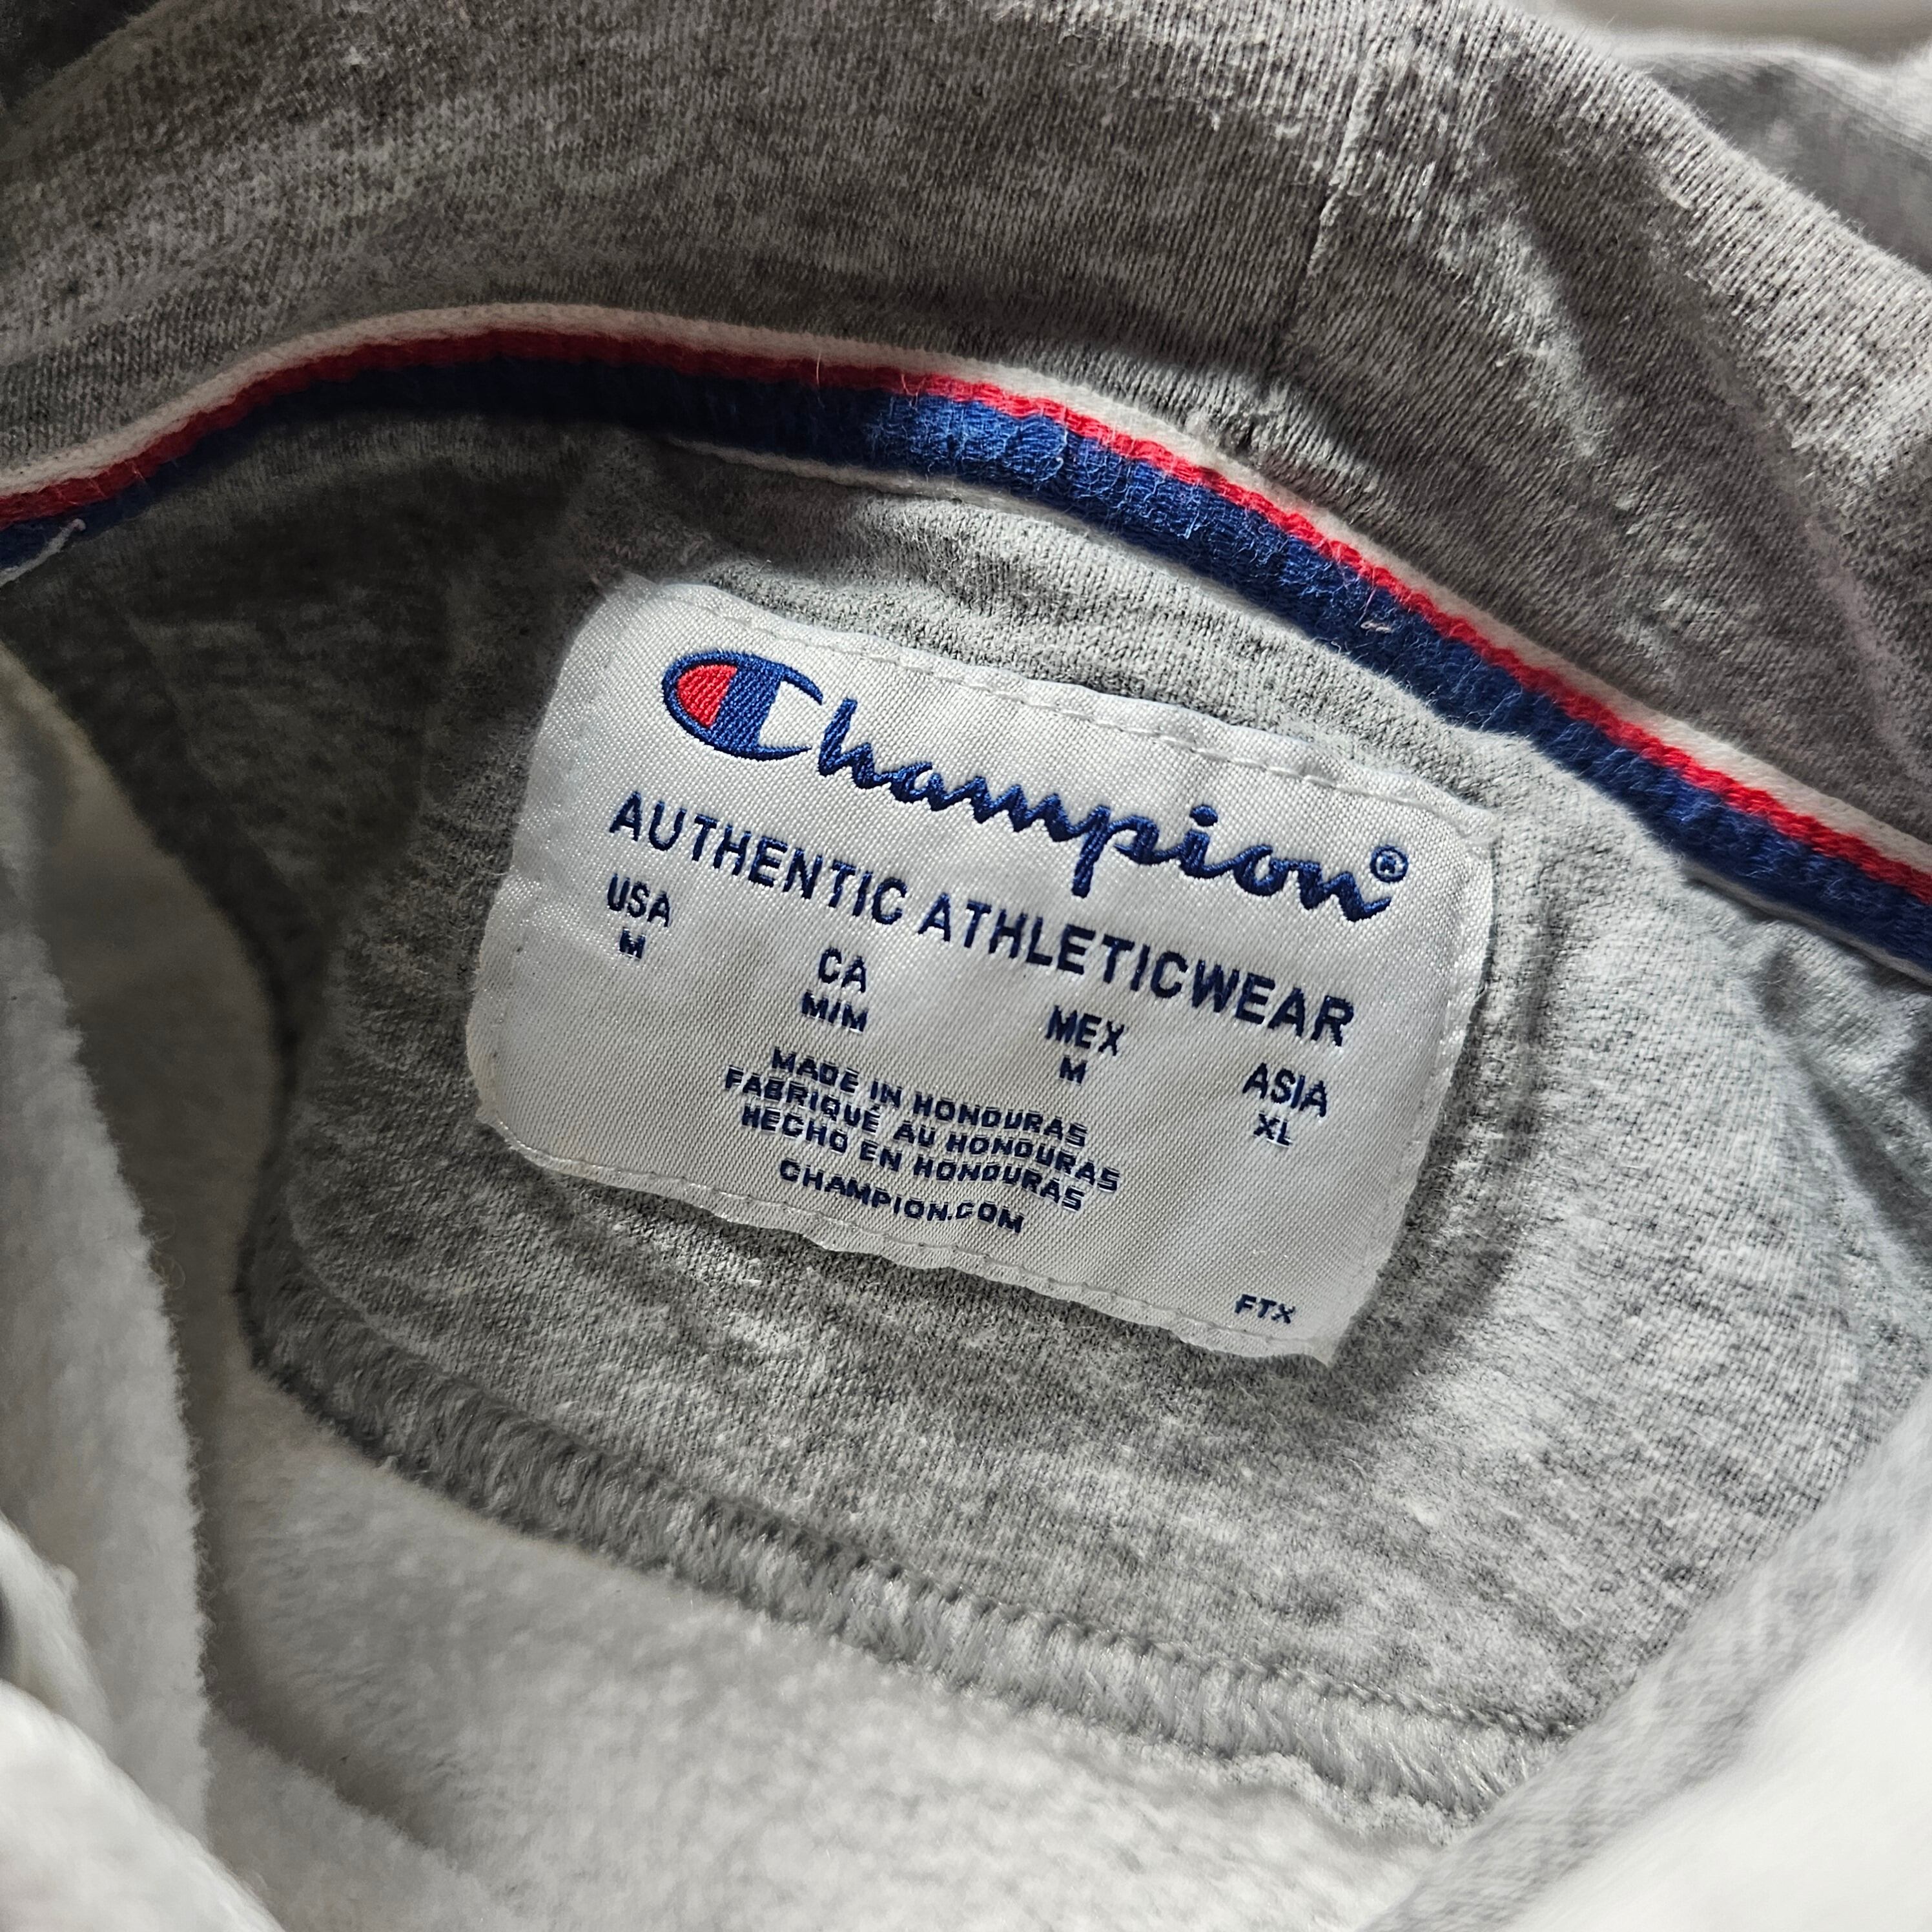 Champion®
AUTHENTIC ATHLETICWEAR
USA CA MEX ASIA
M M/M M XL
MADE IN HONDURAS
FABRIQUÉ AU HONDURAS
HECHO EN HONDURAS
CHAMPION.COM
FTX